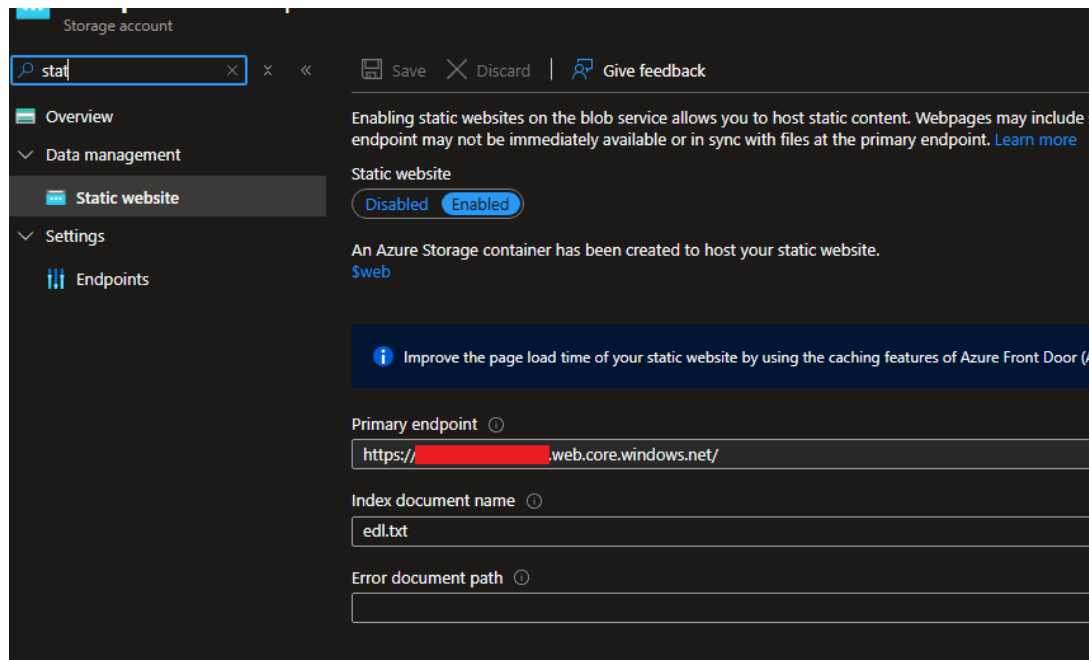 Storage account
stat
Save Discard Give feedback
Overview
Data management
Static website
Settings
Endpoints
Enabling static websites on the blob service allows you to host static content. Webpages may include
endpoint may not be immediately available or in sync with files at the primary endpoint. Learn more
Static website
Disabled Enabled
An Azure Storage container has been created to host your static website.
$web
Improve the page load time of your static website by using the caching features of Azure Front Door (
Primary endpoint
https:// .web.core.windows.net/
Index document name
edl.txt
Error document path